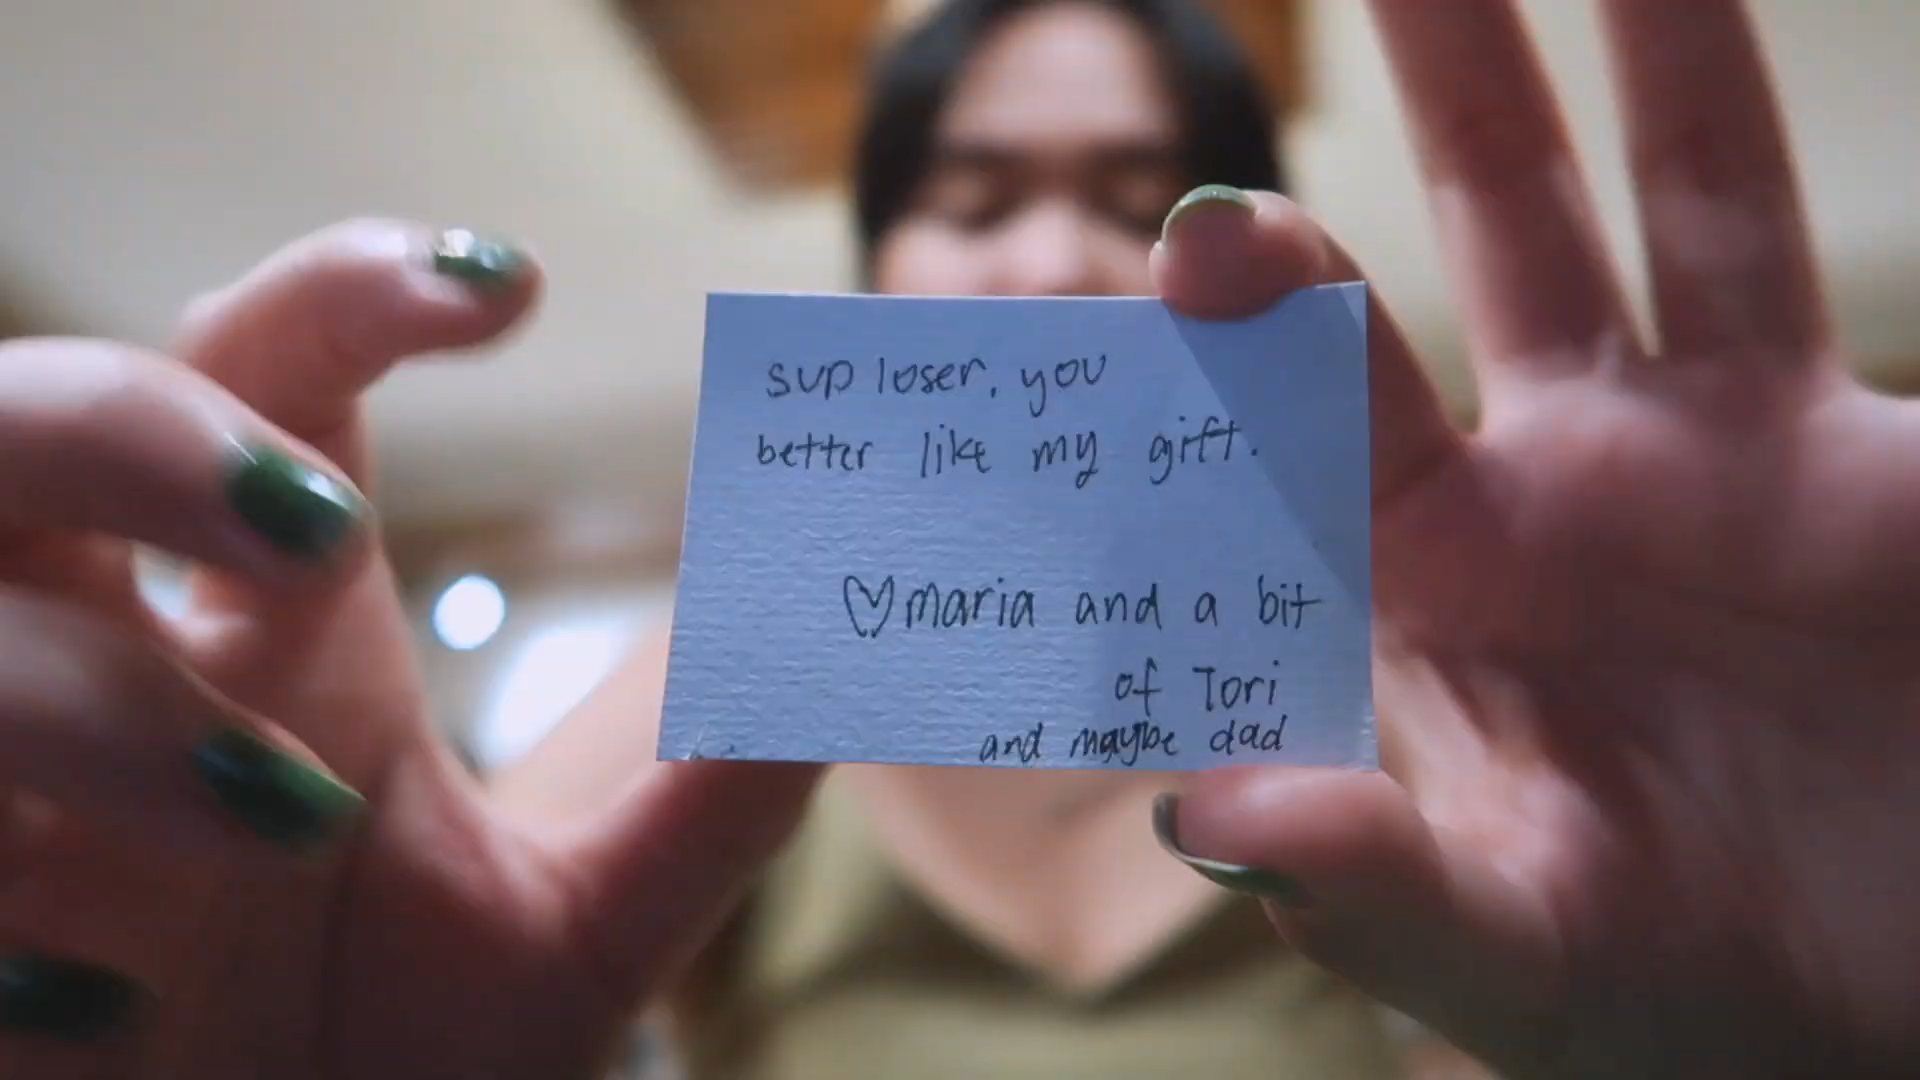 sup loser, you
better like my gift.
♡maria and a bit
of Tori
and maybe dad